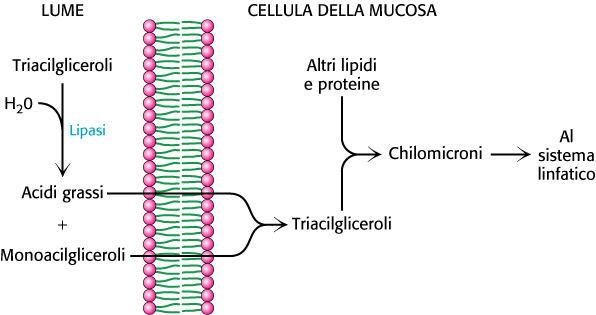 LUME
CELLULA DELLA MUCOSA
Triacilgliceroli
H₂0
Lipasi
Acidi grassi
+
Monoacilgliceroli
Altri lipidi
e proteine
Triacilgliceroli
Chilomicroni
Al
sistema
linfatico